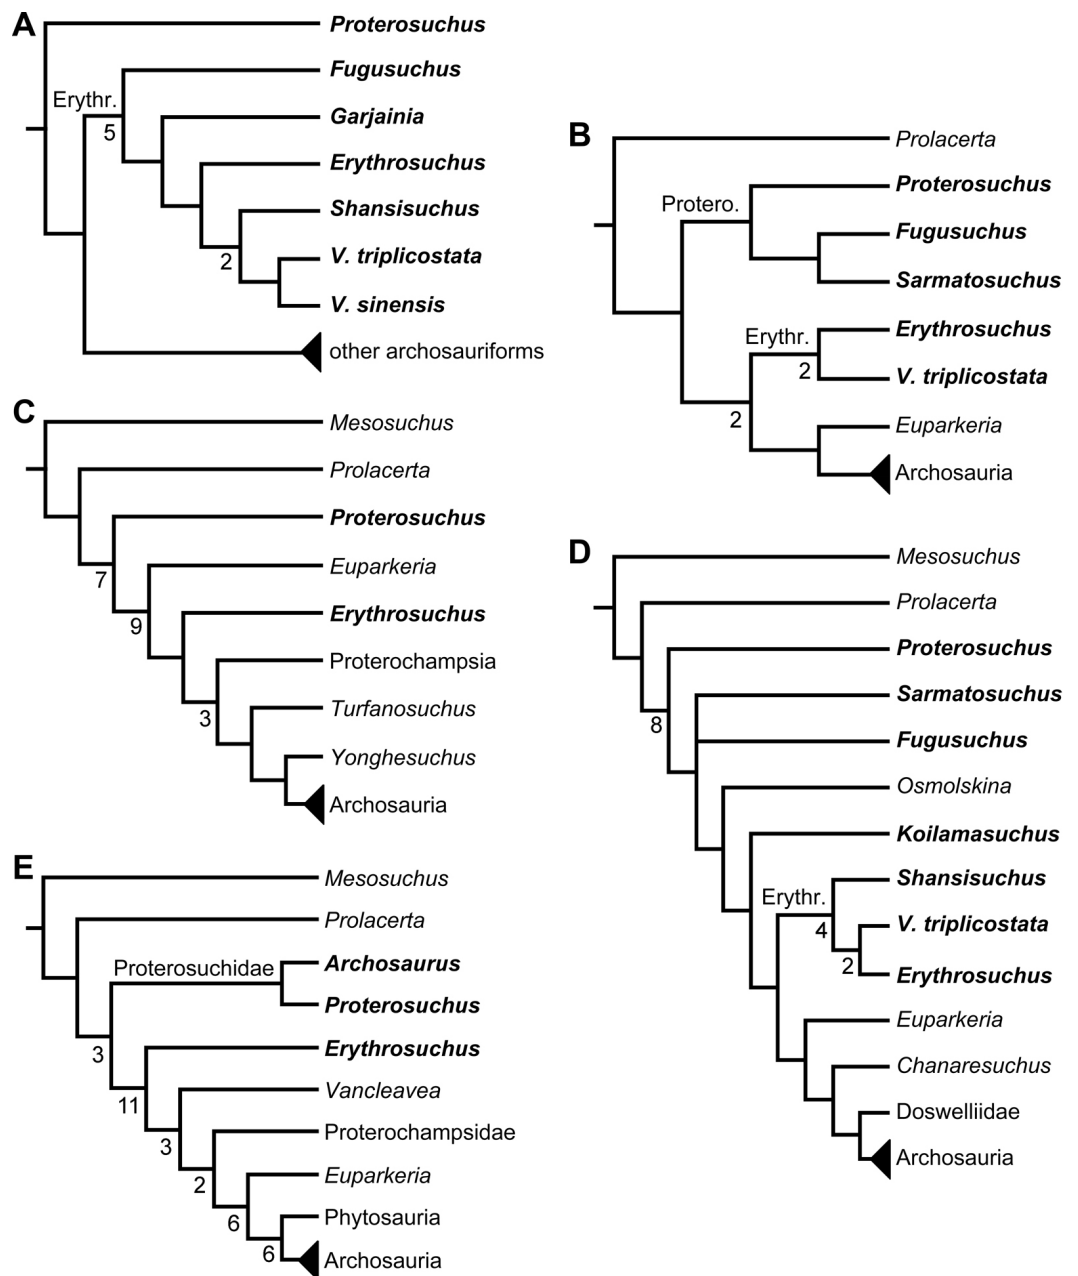 A
Proterosuchus
Fugusuchus
Erythr.
5
Garjainia
Erythrosuchus
Shansisuchus
2
V. triplicostata
V. sinensis
other archosauriforms
B
Prolacerta
Proterosuchus
Protero.
Fugusuchus
Sarmatosuchus
Erythrosuchus
Erythr.
2
V. triplicostata
2
Euparkeria
Archosauria
C
Mesosuchus
Prolacerta
Proterosuchus
7
Euparkeria
9
Erythrosuchus
Proterochampsia
3
Turfanosuchus
Yonghesuchus
Archosauria
D
Mesosuchus
Prolacerta
Proterosuchus
8
Sarmatosuchus
Fugusuchus
Osmolskina
Koilamasuchus
Shansisuchus
Erythr.
4
V. triplicostata
2
Erythrosuchus
Euparkeria
Chanaresuchus
Doswelliidae
Archosauria
E
Mesosuchus
Prolacerta
Proterosuchidae
Archosaurus
Proterosuchus
3
Erythrosuchus
11
Vancleavea
3
Proterochampsidae
2
Euparkeria
6
Phytosauria
6
Archosauria